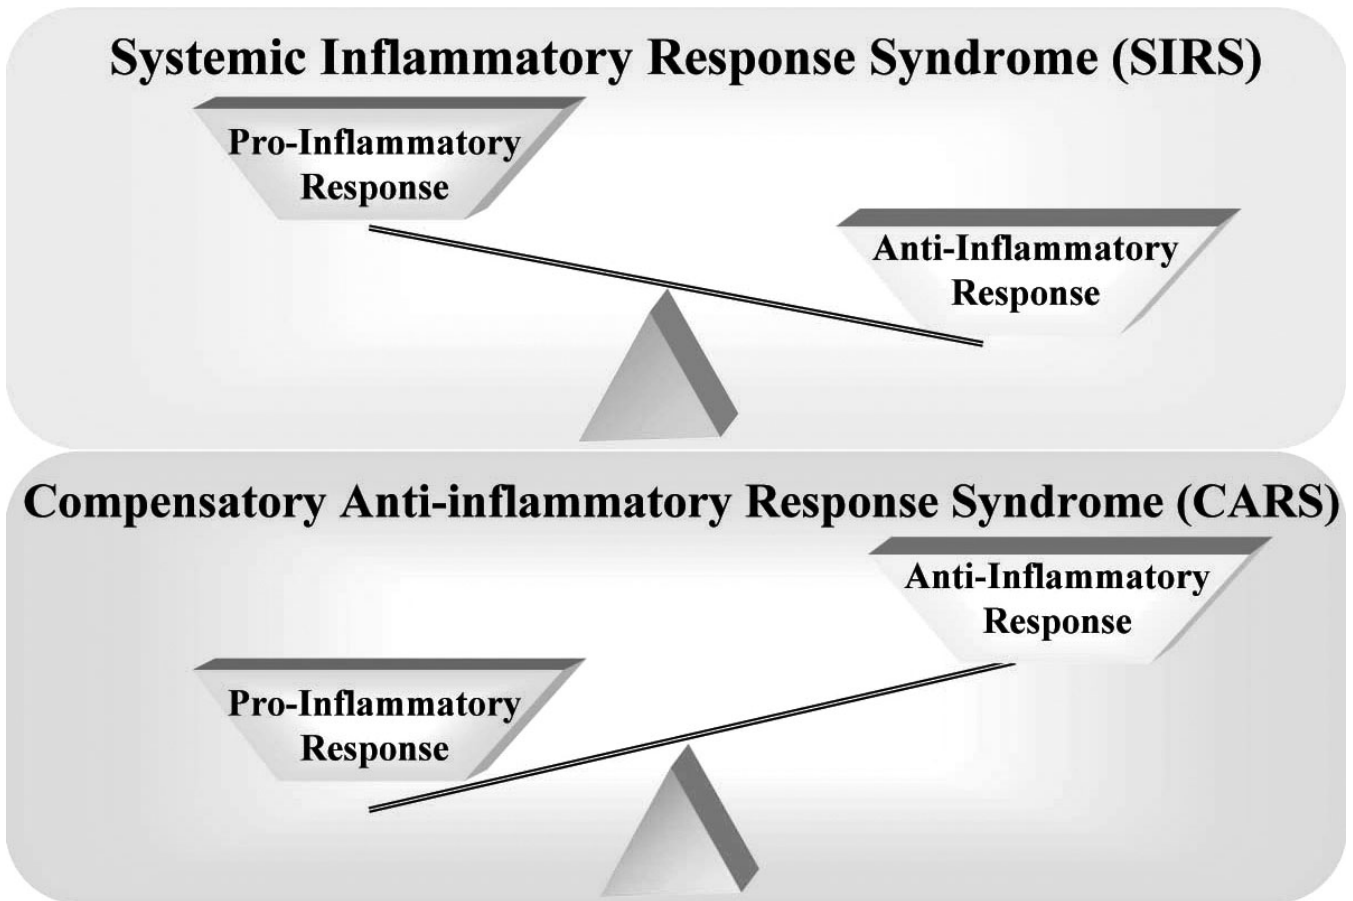 Systemic Inflammatory Response Syndrome (SIRS)
Pro-Inflammatory
Response
Anti-Inflammatory
Response
Compensatory Anti-inflammatory Response Syndrome (CARS)
Anti-Inflammatory
Response
Pro-Inflammatory
Response